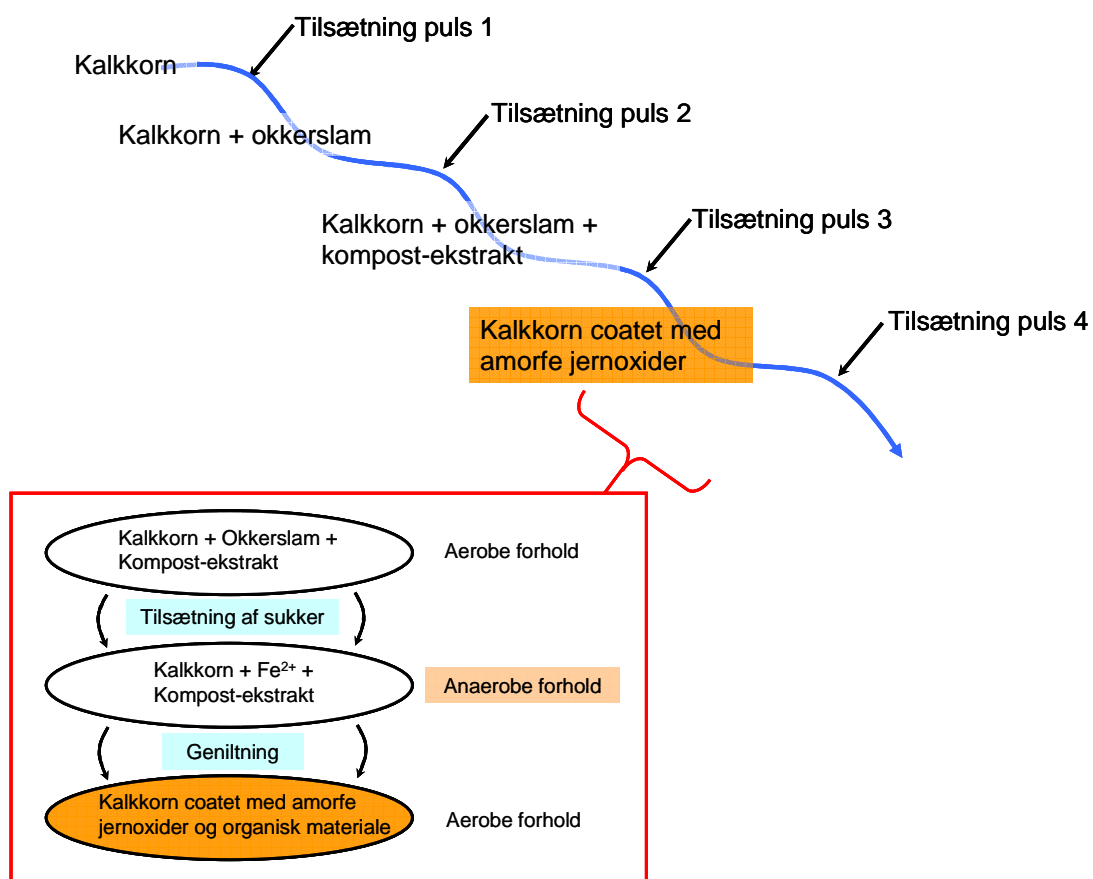 Tilsætning puls 1
Kalkkorn
Tilsætning puls 2
Kalkkorn + okkerslam
Tilsætning puls 3
Kalkkorn + okkerslam +
kompost-ekstrakt
Tilsætning puls 4
Kalkkorn coatet med
amorfe jernoxider
Kalkkorn + Okkerslam +
Kompost-ekstrakt
Aerobe forhold
Tilsætning af sukker
Kalkkorn + Fe²⁺ +
Kompost-ekstrakt
Anaerobe forhold
Geniltning
Kalkkorn coatet med amorfe
jernoxider og organisk materiale
Aerobe forhold